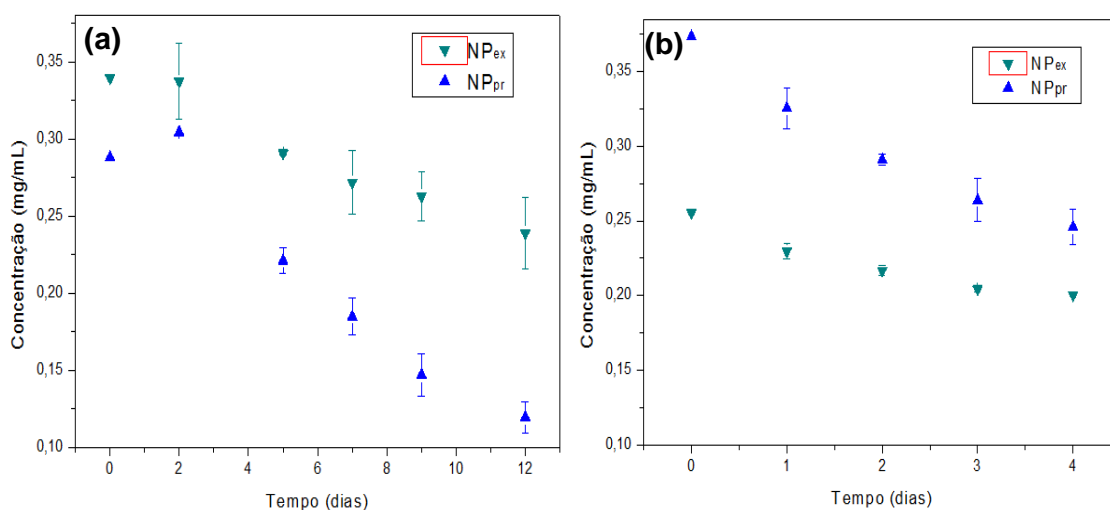 (a)
NPex
NPpr
0,35
0,30
0,25
0,20
0,15
0,10
Concentração (mg/mL)
0 2 4 6 8 10 12
Tempo (dias)
(b)
NPex
NPpr
0,35
0,30
0,25
0,20
0,15
0,10
Concentração (mg/mL)
0 1 2 3 4
Tempo (dias)